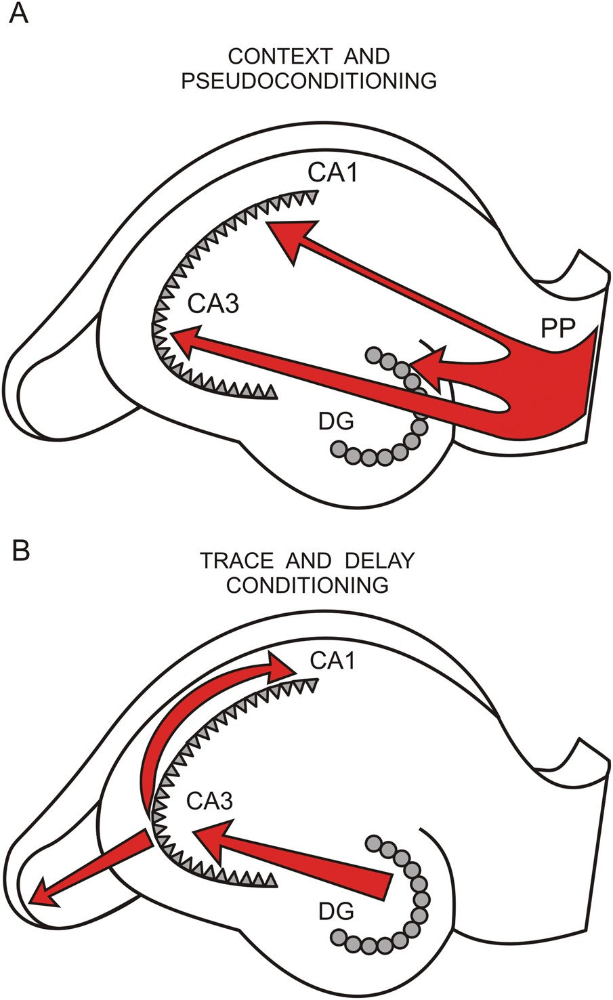 A
CONTEXT AND
PSEUDOCONDITIONING
CA1
CA3
PP
DG
B
TRACE AND DELAY
CONDITIONING
CA1
CA3
DG